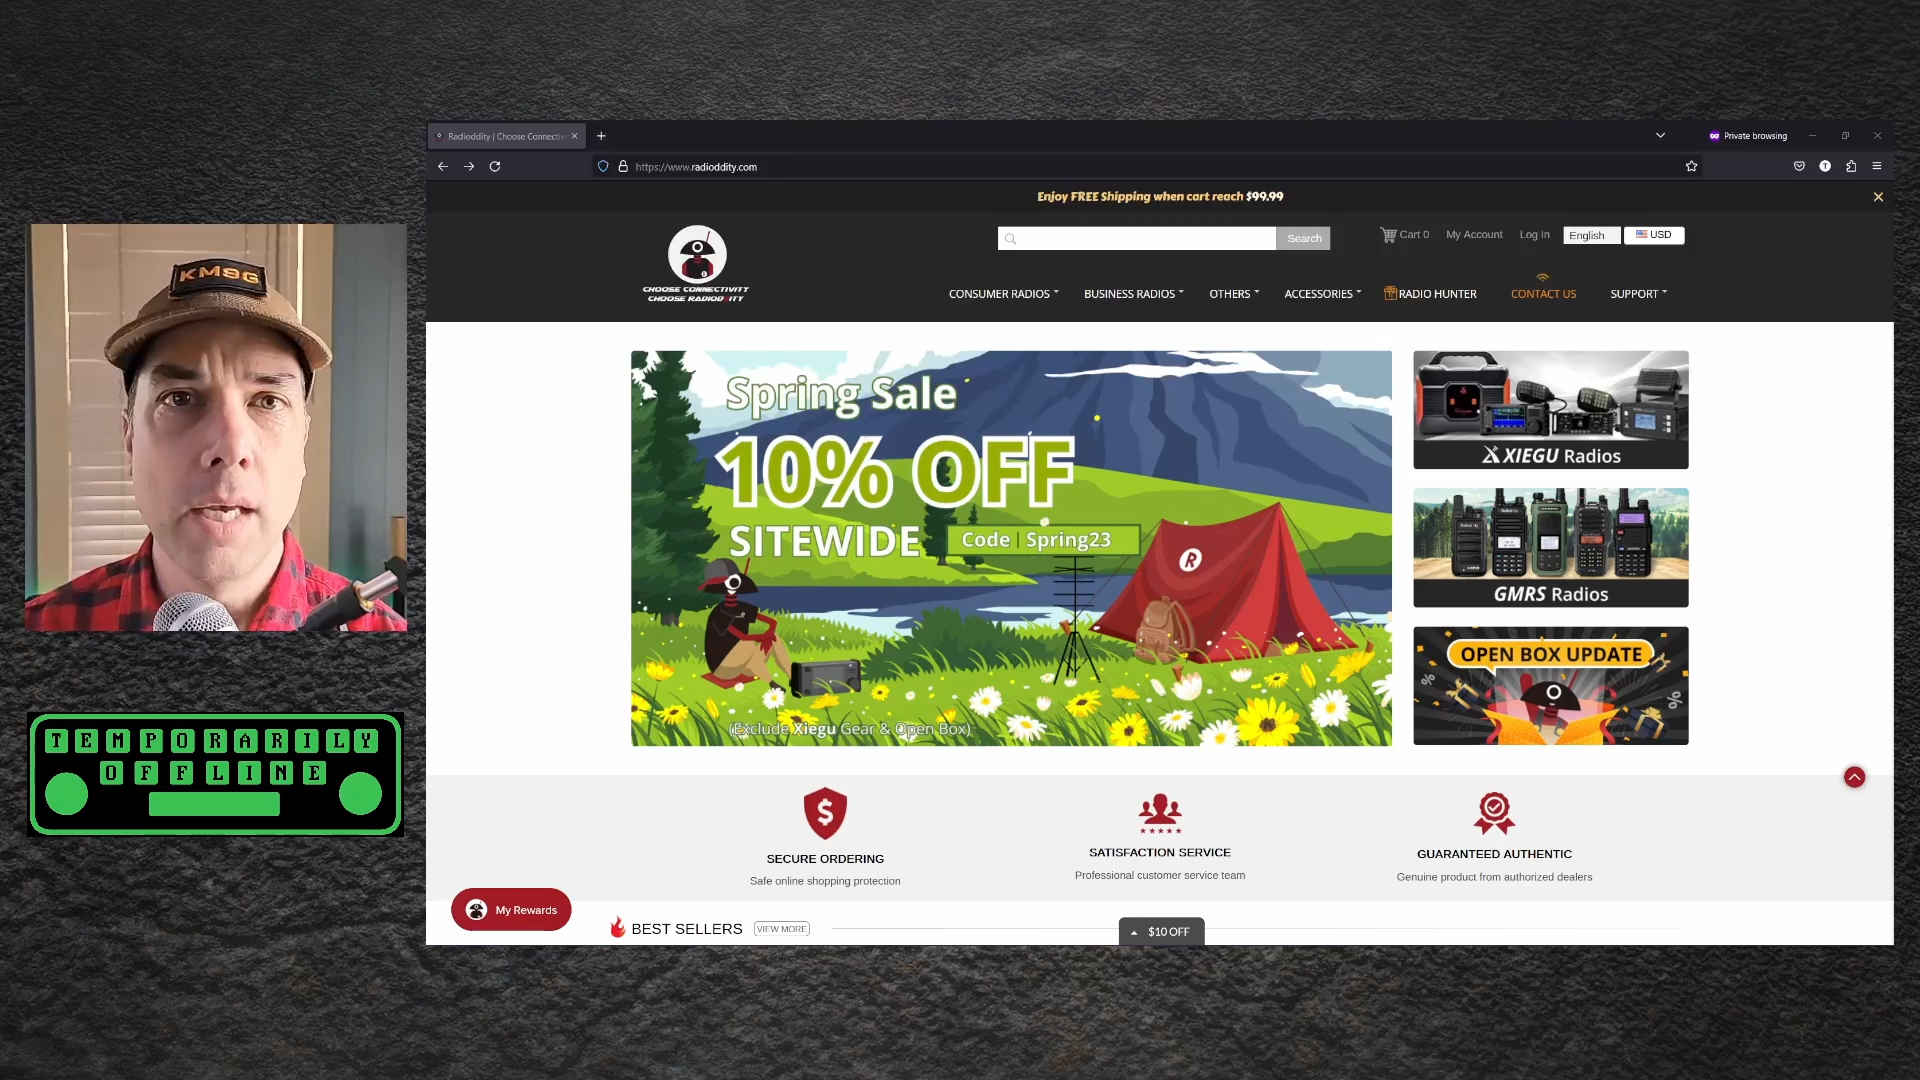 Radioddity | Choose Connectiv
Private browsing
https://www.radioddity.com
Enjoy FREE Shipping when cart reach $99.99
CHOOSE CONNECTIVITY
CHOOSE RADIODDITY
Search
Cart 0
My Account
Log In
English
USD
CONSUMER RADIOS
BUSINESS RADIOS
OTHERS
ACCESSORIES
RADIO HUNTER
CONTACT US
SUPPORT
KM9G
Spring Sale
10% OFF
SITEWIDE
Code | Spring23
R
(Exclude Xiegu Gear & Open Box)
XIEGU Radios
GMRS Radios
OPEN BOX UPDATE
% %
TEMPORARILY
OFFLINE
$
SECURE ORDERING
Safe online shopping protection
SATISFACTION SERVICE
Professional customer service team
GUARANTEED AUTHENTIC
Genuine product from authorized dealers
My Rewards
BEST SELLERS
VIEW MORE
$10 OFF